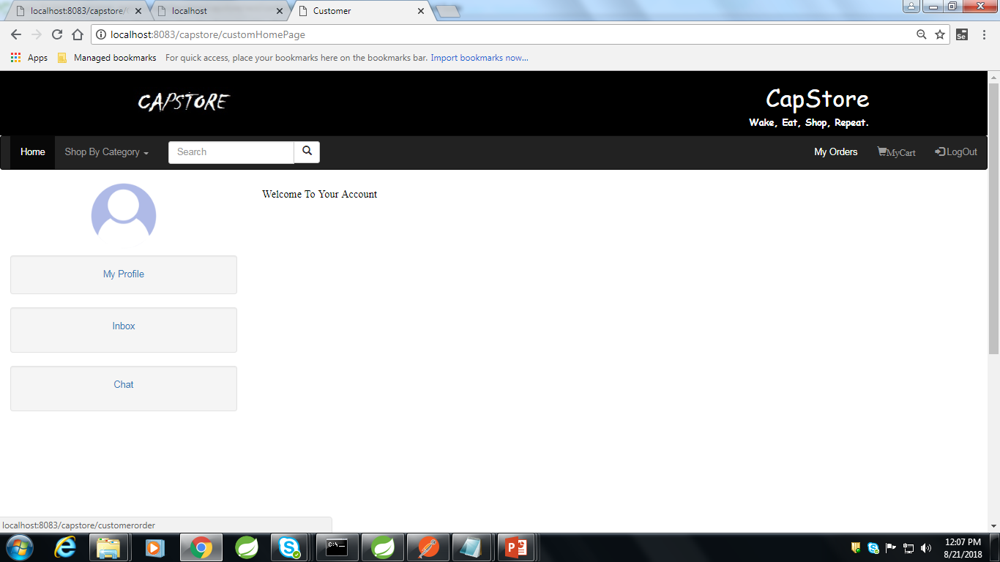 localhost:8083/capstore/
localhost
Customer
localhost:8083/capstore/customHomePage
Se
Apps
Managed bookmarks
For quick access, place your bookmarks here on the bookmarks bar. Import bookmarks now...
CAPSTORE
CapStore
Wake, Eat, Shop, Repeat.
Home
Shop By Category
Search
My Orders
MyCart
LogOut
Welcome To Your Account
My Profile
Inbox
Chat
localhost:8083/capstore/customerorder
12:07 PM
8/21/2018